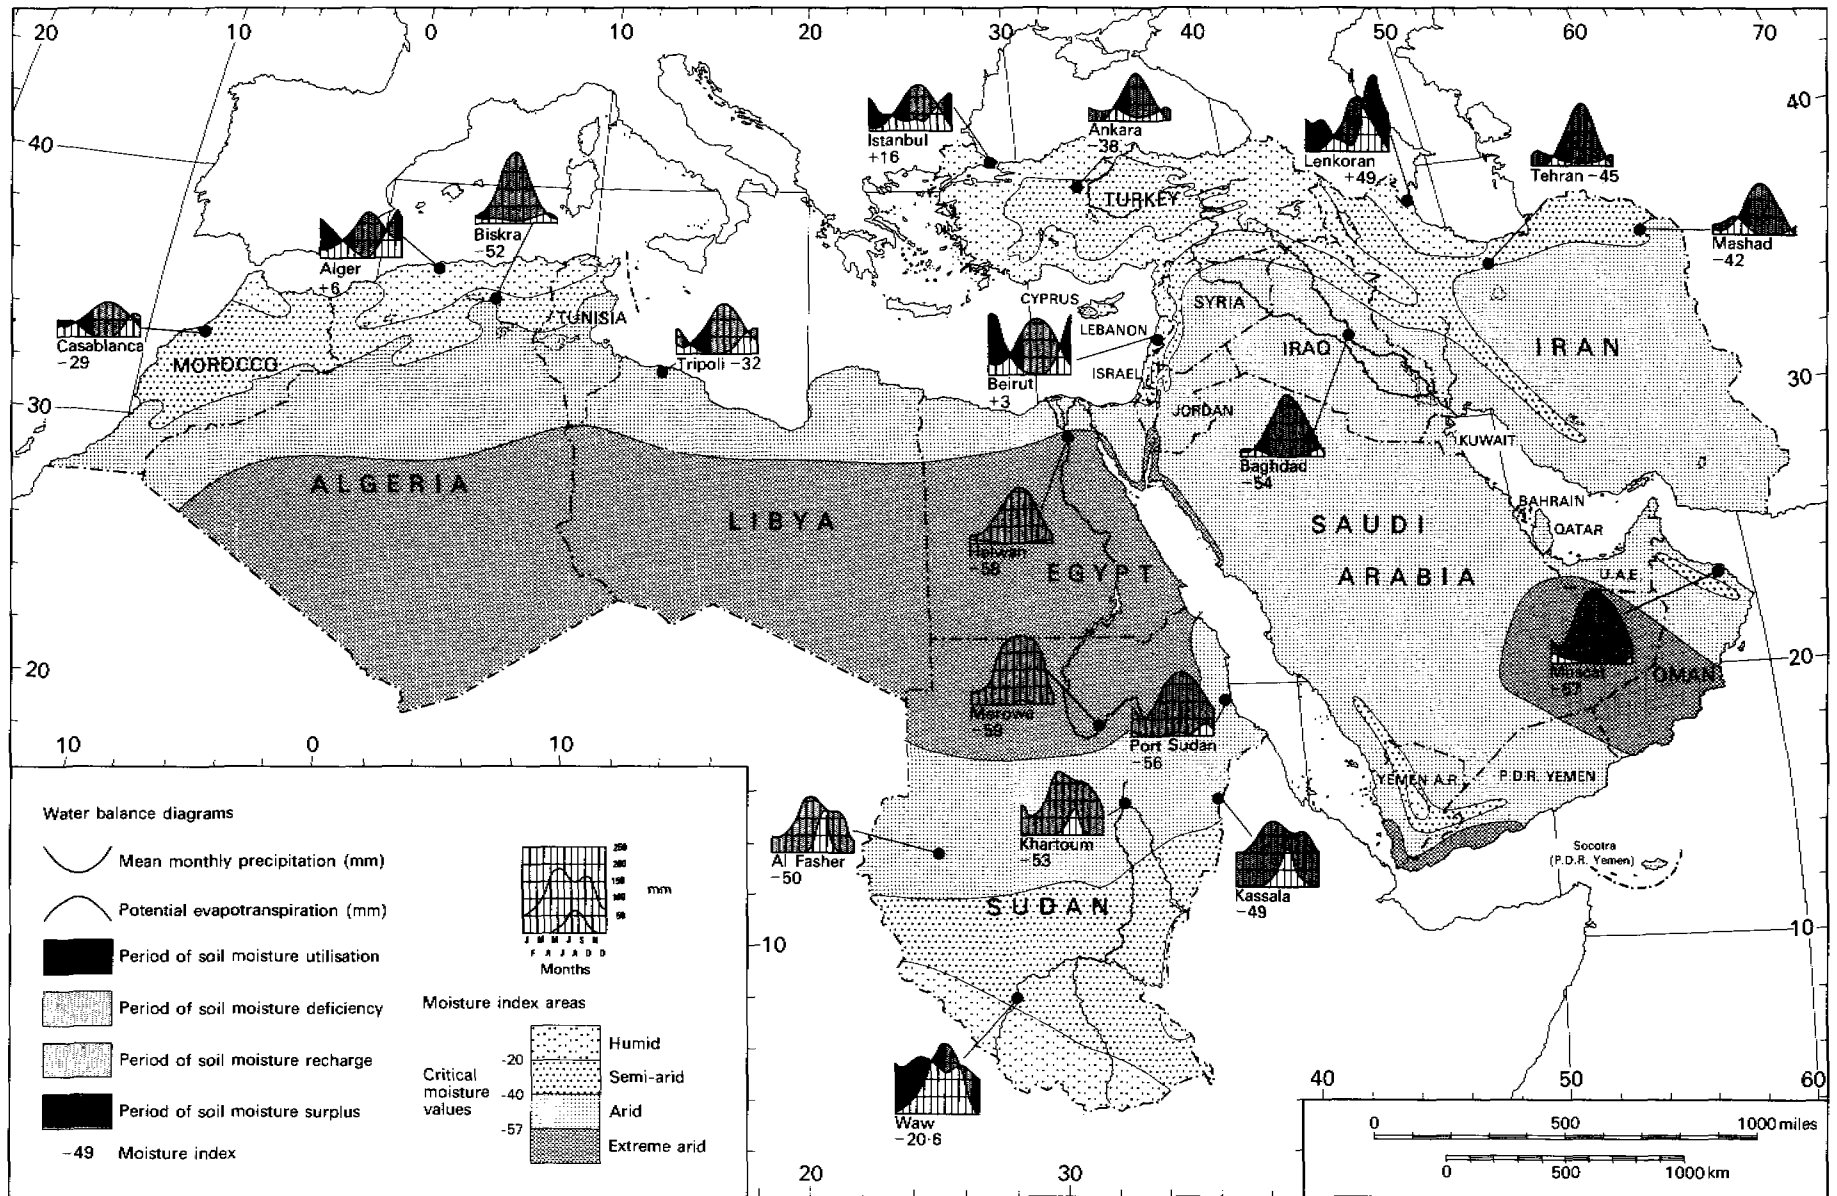 20
10
0
10
20
30
40
50
60
70
40
40
30
30
20
20
10
0
10
10
10
40
50
60
20
30
Istanbul
+16
Ankara
-38
Lenkoran
+49
Tehran -45
Mashad
-42
Alger
+6
Biskra
-52
Casablanca
-29
Tripoli -32
Beirut
+3
Baghdad
-54
Helwan
Merowe
-59
Port Sudan
-56
Muscat
-57
Al Fasher
-50
Khartoum
-53
Kassala
-49
Waw
-20·6
TURKEY
CYPRUS
SYRIA
LEBANON
ISRAEL
IRAQ
JORDAN
IRAN
KUWAIT
BAHRAIN
QATAR
U.A.E.
OMAN
SAUDI
ARABIA
YEMEN A.R.
P.D.R. YEMEN
Socotra
(P.D.R. Yemen)
MOROCCO
TUNISIA
ALGERIA
LIBYA
EGYPT
SUDAN
Water balance diagrams
Mean monthly precipitation (mm)
Potential evapotranspiration (mm)
Period of soil moisture utilisation
Period of soil moisture deficiency
Period of soil moisture recharge
Period of soil moisture surplus
-49 Moisture index
250
200
150
100
50
mm
J M M J S N
F A J A D D
Months
Moisture index areas
Critical
moisture
values
-20
-40
-57
Humid
Semi-arid
Arid
Extreme arid
0 500 1000 miles
0 500 1000 km